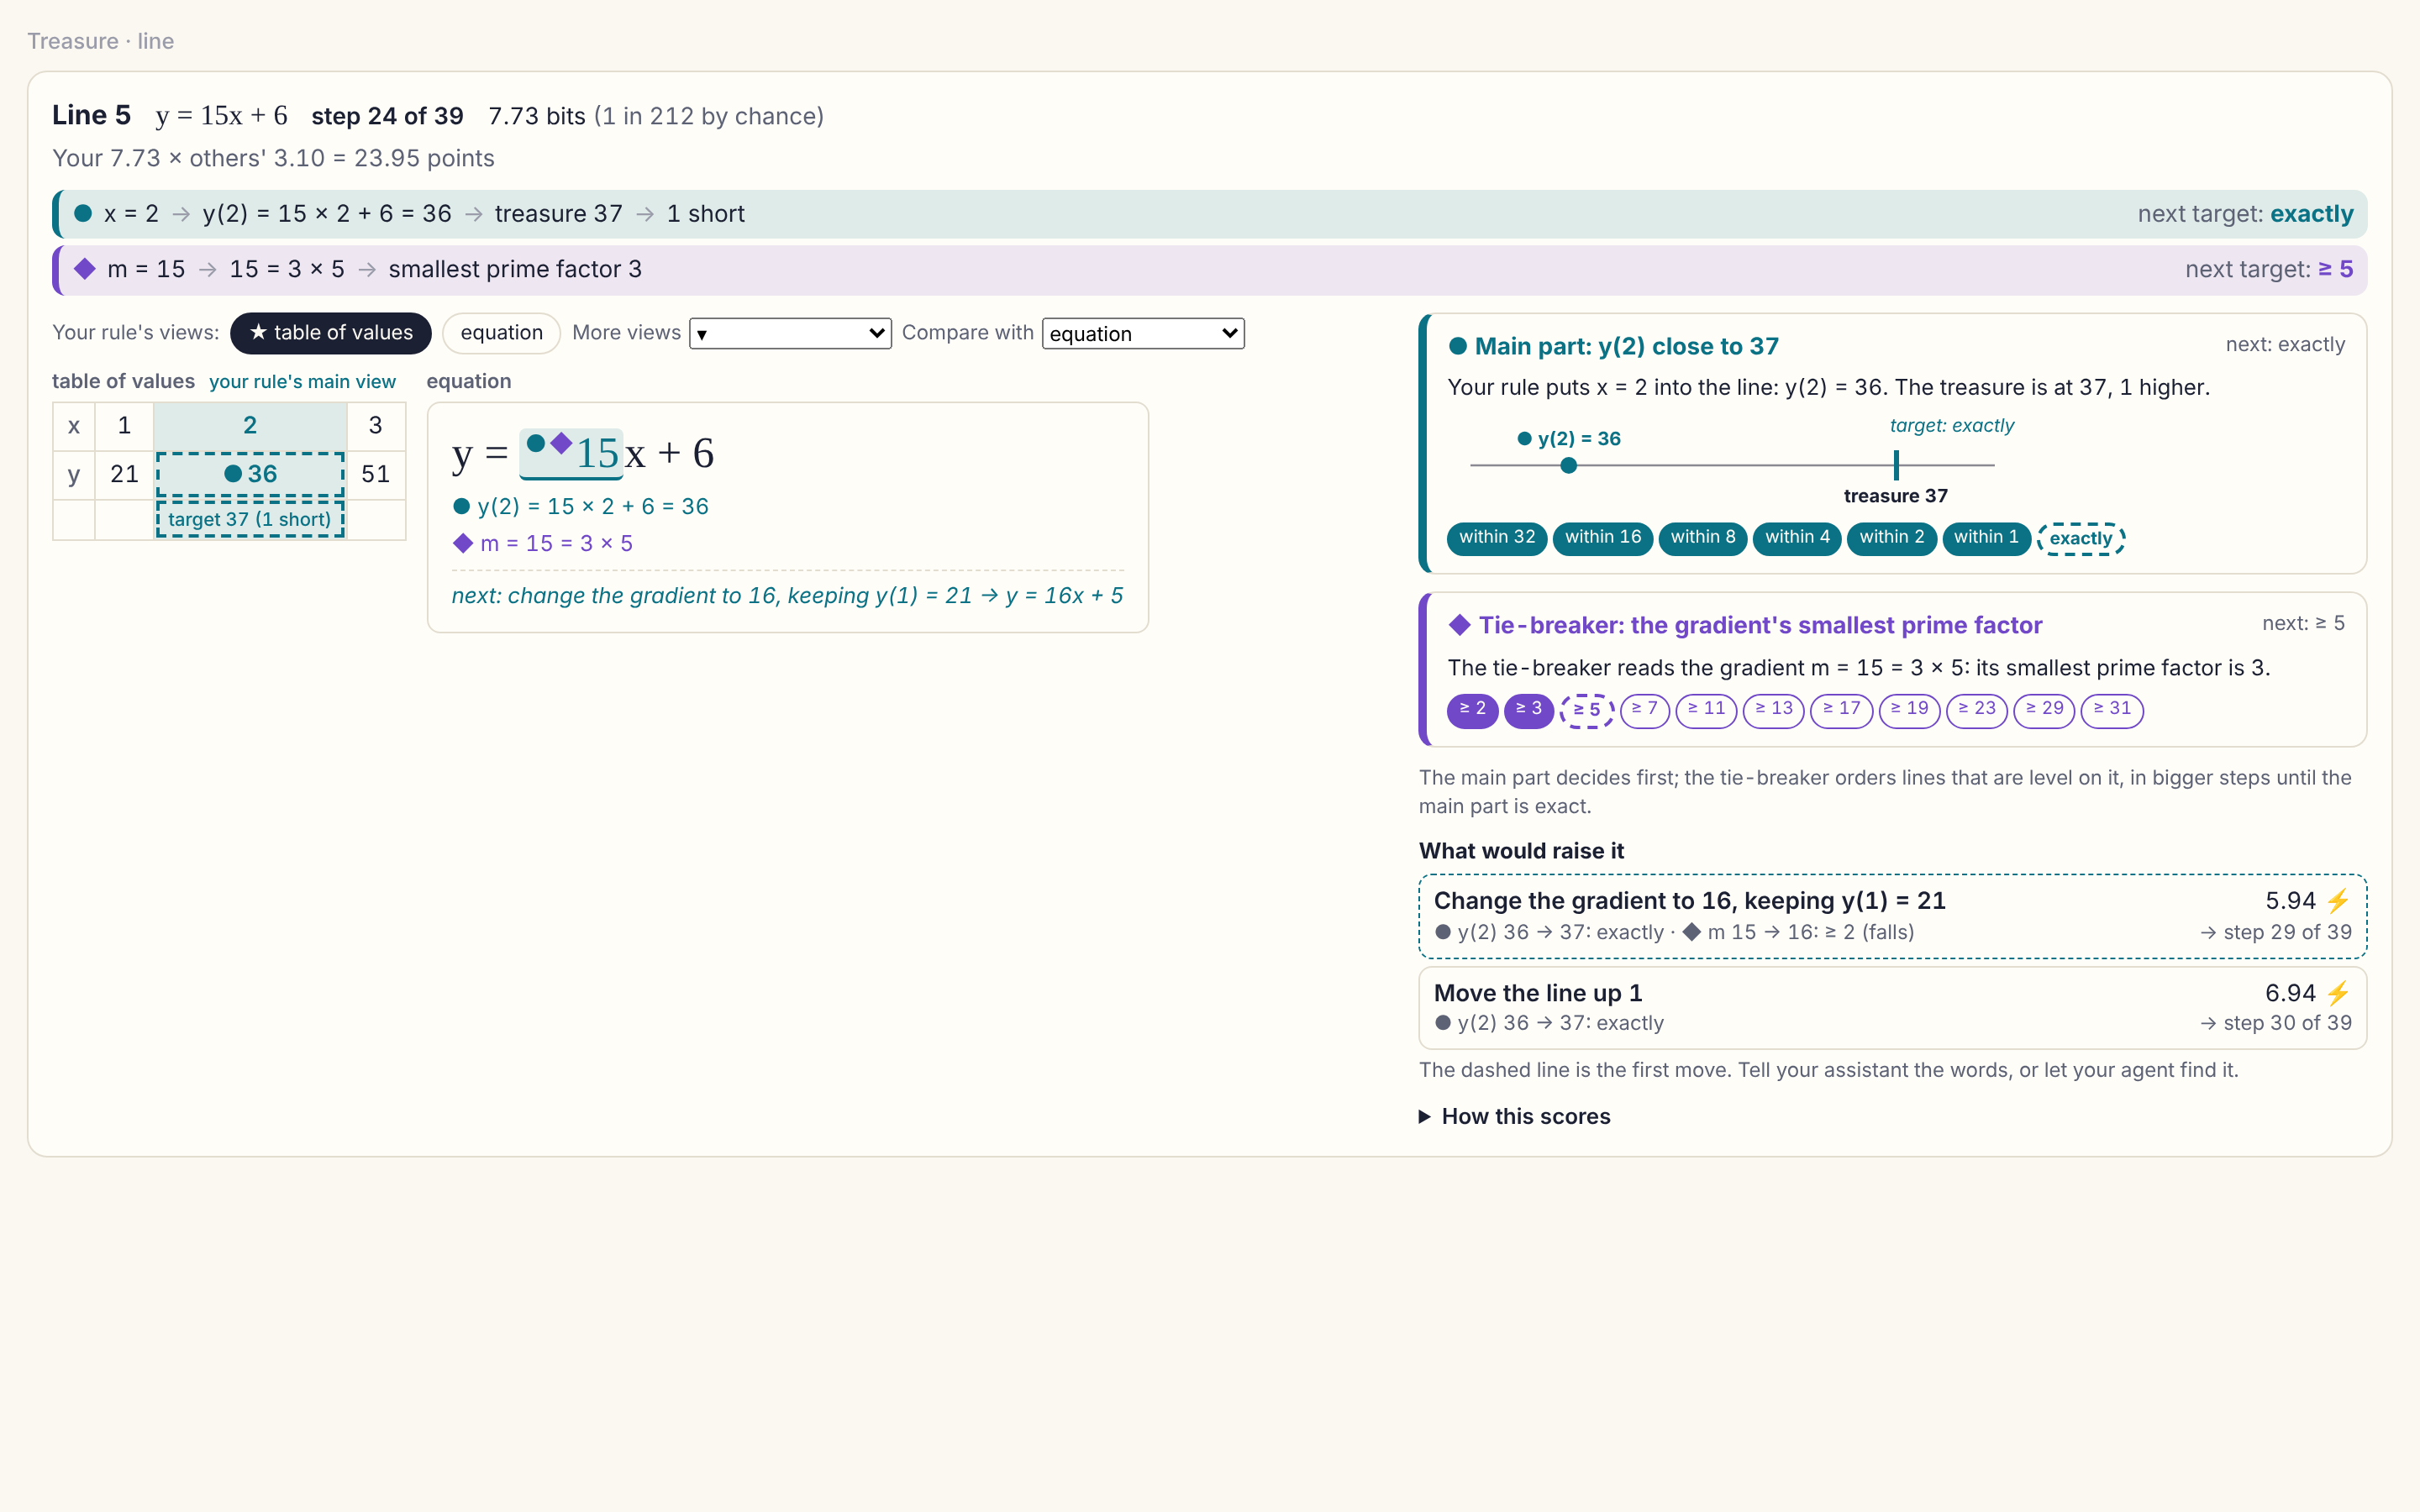 Treasure · line
Line 5 y = 15x + 6 step 24 of 39 7.73 bits (1 in 212 by chance)
Your 7.73 × others' 3.10 = 23.95 points
● x = 2 → y(2) = 15 × 2 + 6 = 36 → treasure 37 → 1 short next target: exactly
◆ m = 15 → 15 = 3 × 5 → smallest prime factor 3 next target: ≥ 5
Your rule's views: ★ table of values equation More views ▾ Compare with equation
table of values your rule's main view
x 1 2 3
y 21 ● 36 51
target 37 (1 short)
equation
y = ●◆15x + 6
● y(2) = 15 × 2 + 6 = 36
◆ m = 15 = 3 × 5
next: change the gradient to 16, keeping y(1) = 21 → y = 16x + 5
● Main part: y(2) close to 37 next: exactly
Your rule puts x = 2 into the line: y(2) = 36. The treasure is at 37, 1 higher.
target: exactly
● y(2) = 36
treasure 37
within 32 within 16 within 8 within 4 within 2 within 1 exactly
◆ Tie-breaker: the gradient's smallest prime factor next: ≥ 5
The tie-breaker reads the gradient m = 15 = 3 × 5: its smallest prime factor is 3.
≥ 2 ≥ 3 ≥ 5 ≥ 7 ≥ 11 ≥ 13 ≥ 17 ≥ 19 ≥ 23 ≥ 29 ≥ 31
The main part decides first; the tie-breaker orders lines that are level on it, in bigger steps until the
main part is exact.
What would raise it
Change the gradient to 16, keeping y(1) = 21 5.94 ⚡
● y(2) 36 → 37: exactly · ◆ m 15 → 16: ≥ 2 (falls) → step 29 of 39
Move the line up 1 6.94 ⚡
● y(2) 36 → 37: exactly → step 30 of 39
The dashed line is the first move. Tell your assistant the words, or let your agent find it.
▶ How this scores